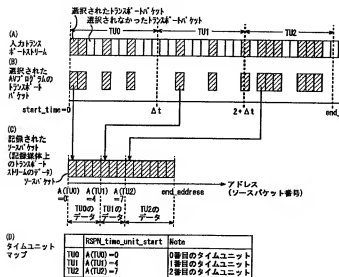 選択されたトランスポートパケット
選択されなかったトランスポートパケット
TU0 TU1 TU2
(A)
入力トランス
ポートストリーム
(B)
選択された
AVプログラムの
トランスポート
パケット
start_time=0 Δt 2*Δt end_
(C)
記録された
ソースパケット
(記録媒体上
のトランスポート
ストリームのデータ)
ソースパケット
アドレス
(ソースパケット番号)
A(TU0) A(TU1) A(TU2) end_address
=0 =4 =7
TU0の TU1の TU2の
データ データ データ
(D)
タイムユニット
マップ
RSPN_time_unit_start Note
TU0 A(TU0)=0 0番目のタイムユニット
TU1 A(TU1)=4 1番目のタイムユニット
TU2 A(TU2)=7 2番目のタイムユニット